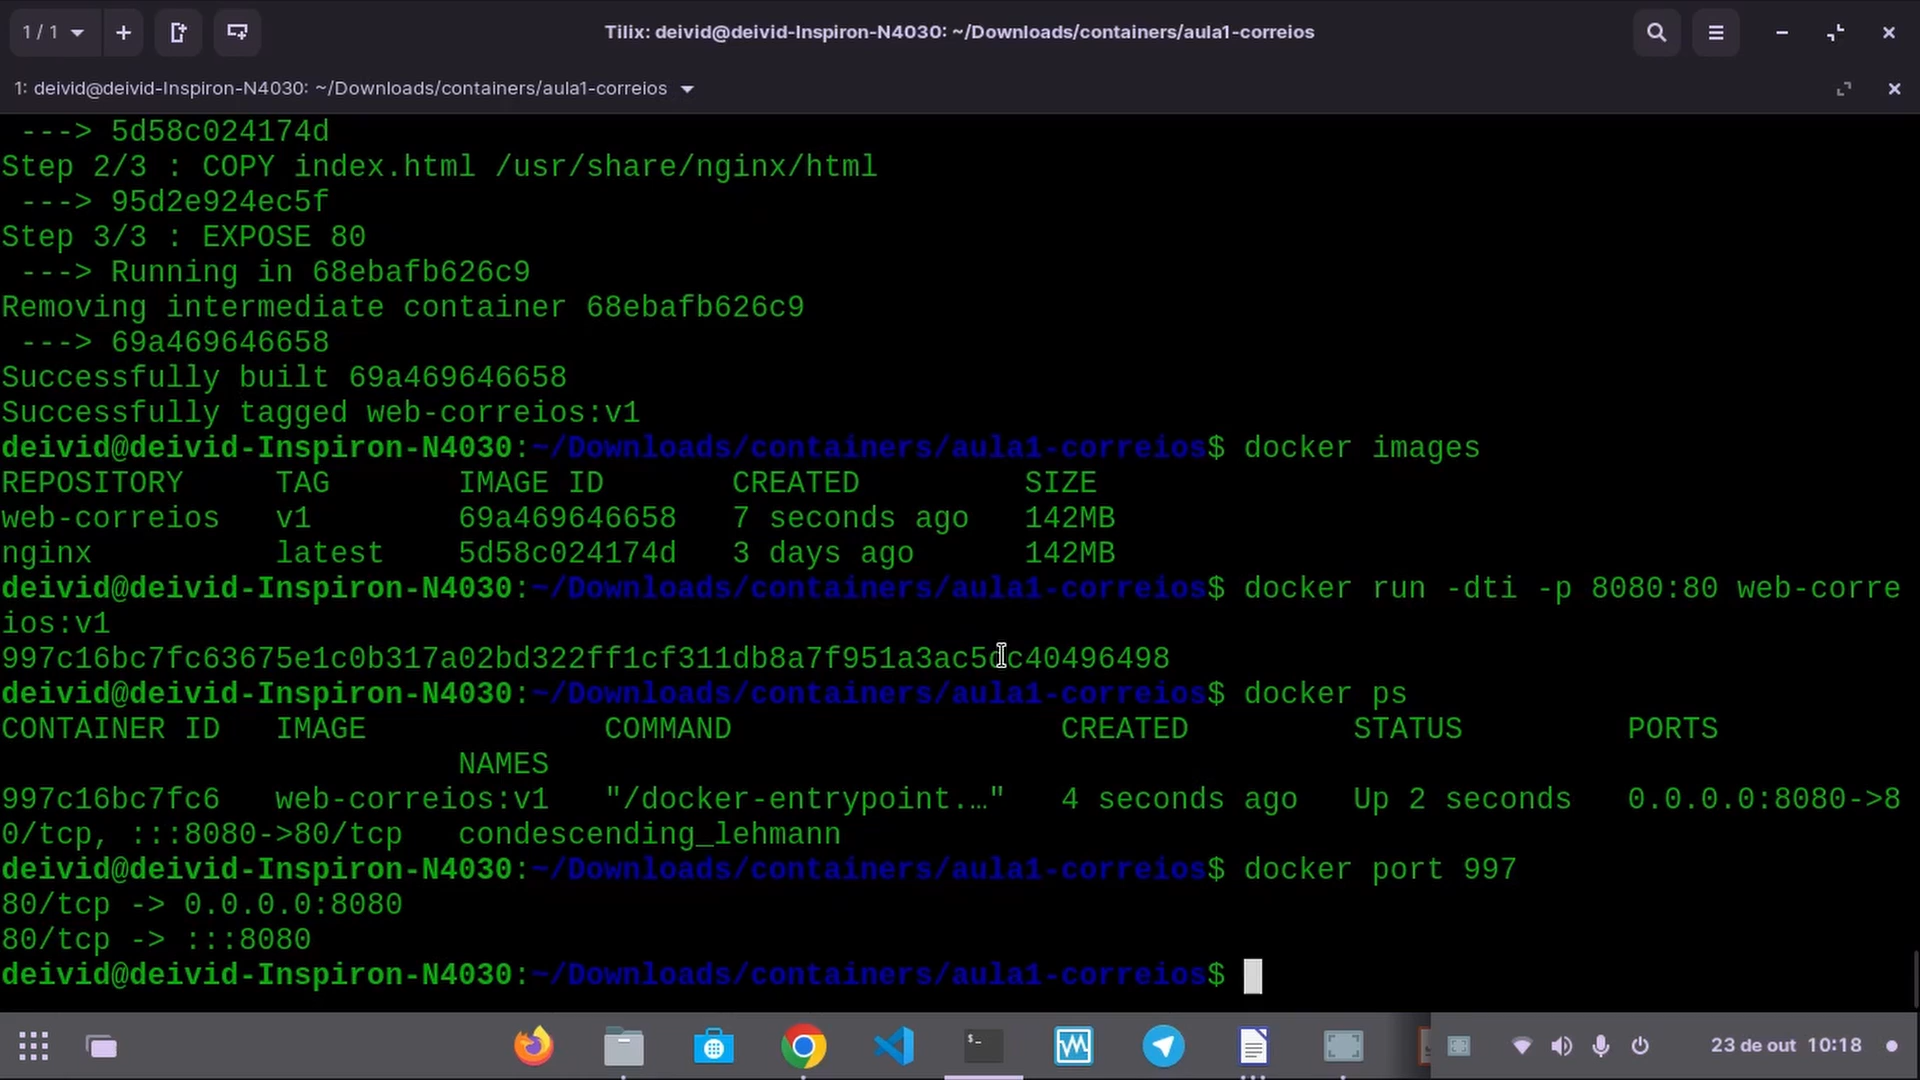 1 / 1
Tilix: deivid@deivid-Inspiron-N4030: ~/Downloads/containers/aula1-correios
1: deivid@deivid-Inspiron-N4030: ~/Downloads/containers/aula1-correios
---> 5d58c024174d
Step 2/3 : COPY index.html /usr/share/nginx/html
---> 95d2e924ec5f
Step 3/3 : EXPOSE 80
---> Running in 68ebafb626c9
Removing intermediate container 68ebafb626c9
---> 69a469646658
Successfully built 69a469646658
Successfully tagged web-correios:v1
deivid@deivid-Inspiron-N4030:~/Downloads/containers/aula1-correios$ docker images
REPOSITORY TAG IMAGE ID CREATED SIZE
web-correios v1 69a469646658 7 seconds ago 142MB
nginx latest 5d58c024174d 3 days ago 142MB
deivid@deivid-Inspiron-N4030:~/Downloads/containers/aula1-correios$ docker run -dti -p 8080:80 web-corre
ios:v1
997c16bc7fc63675e1c0b317a02bd322ff1cf311db8a7f951a3ac5dc40496498
deivid@deivid-Inspiron-N4030:~/Downloads/containers/aula1-correios$ docker ps
CONTAINER ID IMAGE COMMAND CREATED STATUS PORTS
NAMES
997c16bc7fc6 web-correios:v1 "/docker-entrypoint.…" 4 seconds ago Up 2 seconds 0.0.0.0:8080->8
0/tcp, :::8080->80/tcp condescending_lehmann
deivid@deivid-Inspiron-N4030:~/Downloads/containers/aula1-correios$ docker port 997
80/tcp -> 0.0.0.0:8080
80/tcp -> :::8080
deivid@deivid-Inspiron-N4030:~/Downloads/containers/aula1-correios$
23 de out 10:18